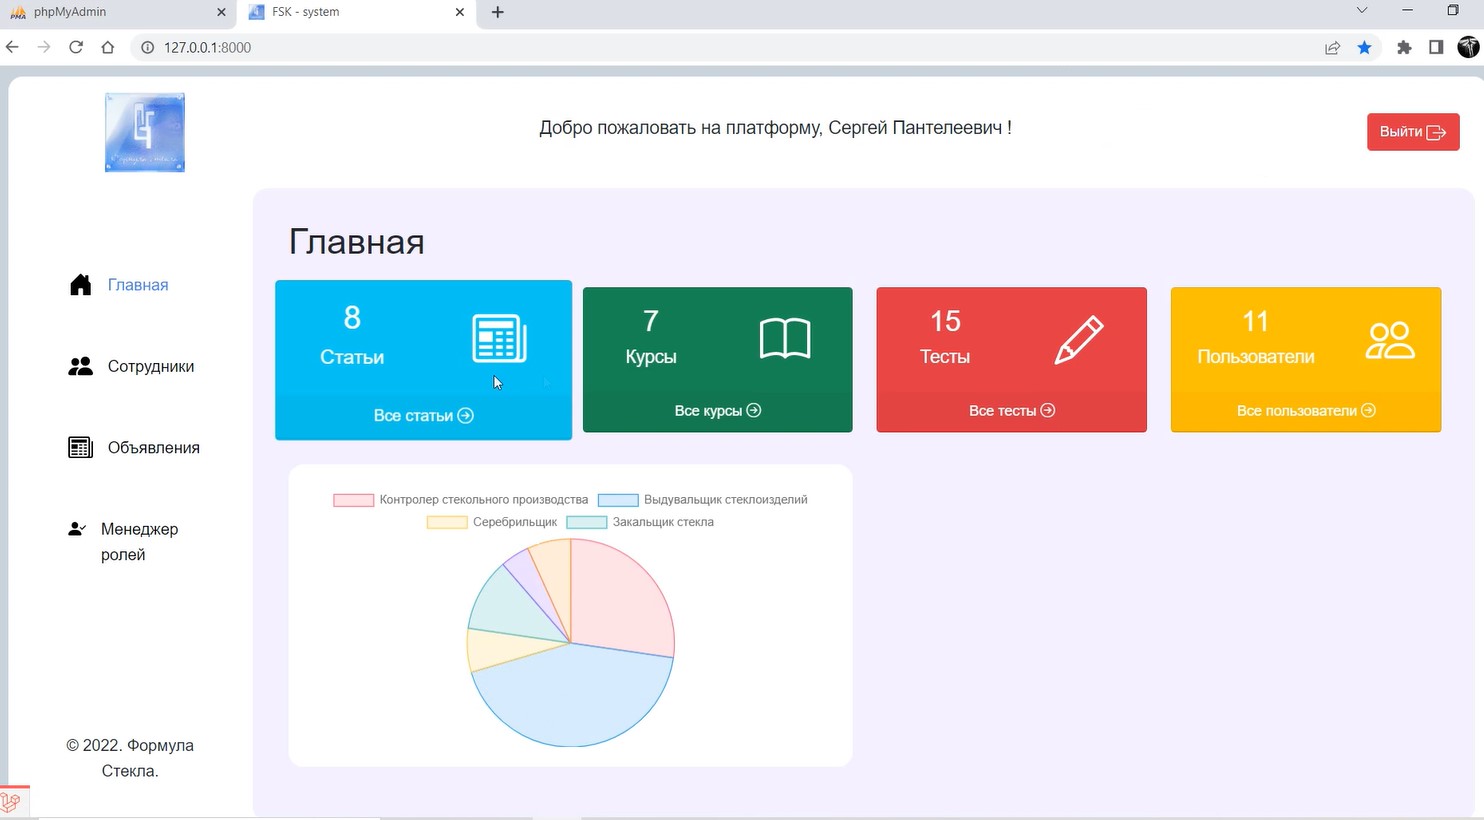 phpMyAdmin
FSK - system
127.0.0.1:8000
Добро пожаловать на платформу, Сергей Пантелеевич !
Выйти
Главная
Сотрудники
Объявления
Менеджер
ролей
© 2022. Формула
Стекла.
Главная
8
Статьи
Все статьи
7
Курсы
Все курсы
15
Тесты
Все тесты
11
Пользователи
Все пользователи
Контролер стекольного производства
Выдувальщик стеклоизделий
Серебрильщик
Закальщик стекла